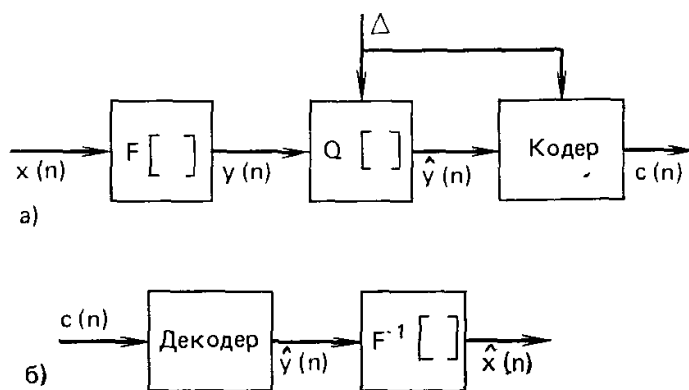 Δ
F [ ]
Q [ ]
Кодер
x (n)
y (n)
ŷ (n)
c (n)
а)
c (n)
Декодер
F⁻¹ [ ]
ŷ (n)
x̂ (n)
б)